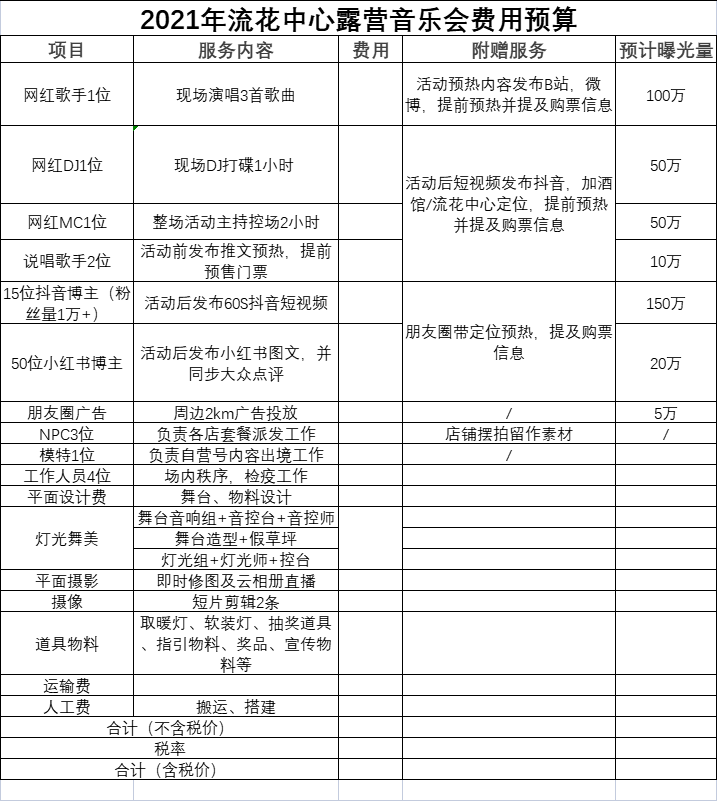 2021年流花中心露营音乐会费用预算
项目 服务内容 费用 附赠服务 预计曝光量
网红歌手1位 现场演唱3首歌曲 活动预热内容发布B站，微
博，提前预热并提及购票信息 100万
网红DJ1位 现场DJ打碟1小时 50万
活动后短视频发布抖音，加酒
馆/流花中心定位，提前预热
并提及购票信息
网红MC1位 整场活动主持控场2小时 50万
说唱歌手2位 活动前发布推文预热，提前
预售门票 10万
15位抖音博主（粉
丝量1万+） 活动后发布60S抖音短视频 150万
朋友圈带定位预热，提及购票
信息
50位小红书博主 活动后发布小红书图文，并
同步大众点评 20万
朋友圈广告 周边2km广告投放 / 5万
NPC3位 负责各店套餐派发工作 店铺摆拍留作素材 /
模特1位 负责自营号内容出境工作 /
工作人员4位 场内秩序，检疫工作
平面设计费 舞台、物料设计
灯光舞美 舞台音响组+音控台+音控师
舞台造型+假草坪
灯光组+灯光师+控台
平面摄影 即时修图及云相册直播
摄像 短片剪辑2条
道具物料 取暖灯、软装灯、抽奖道具
、指引物料、奖品、宣传物
料等
运输费
人工费 搬运、搭建
合计（不含税价）
税率
合计（含税价）